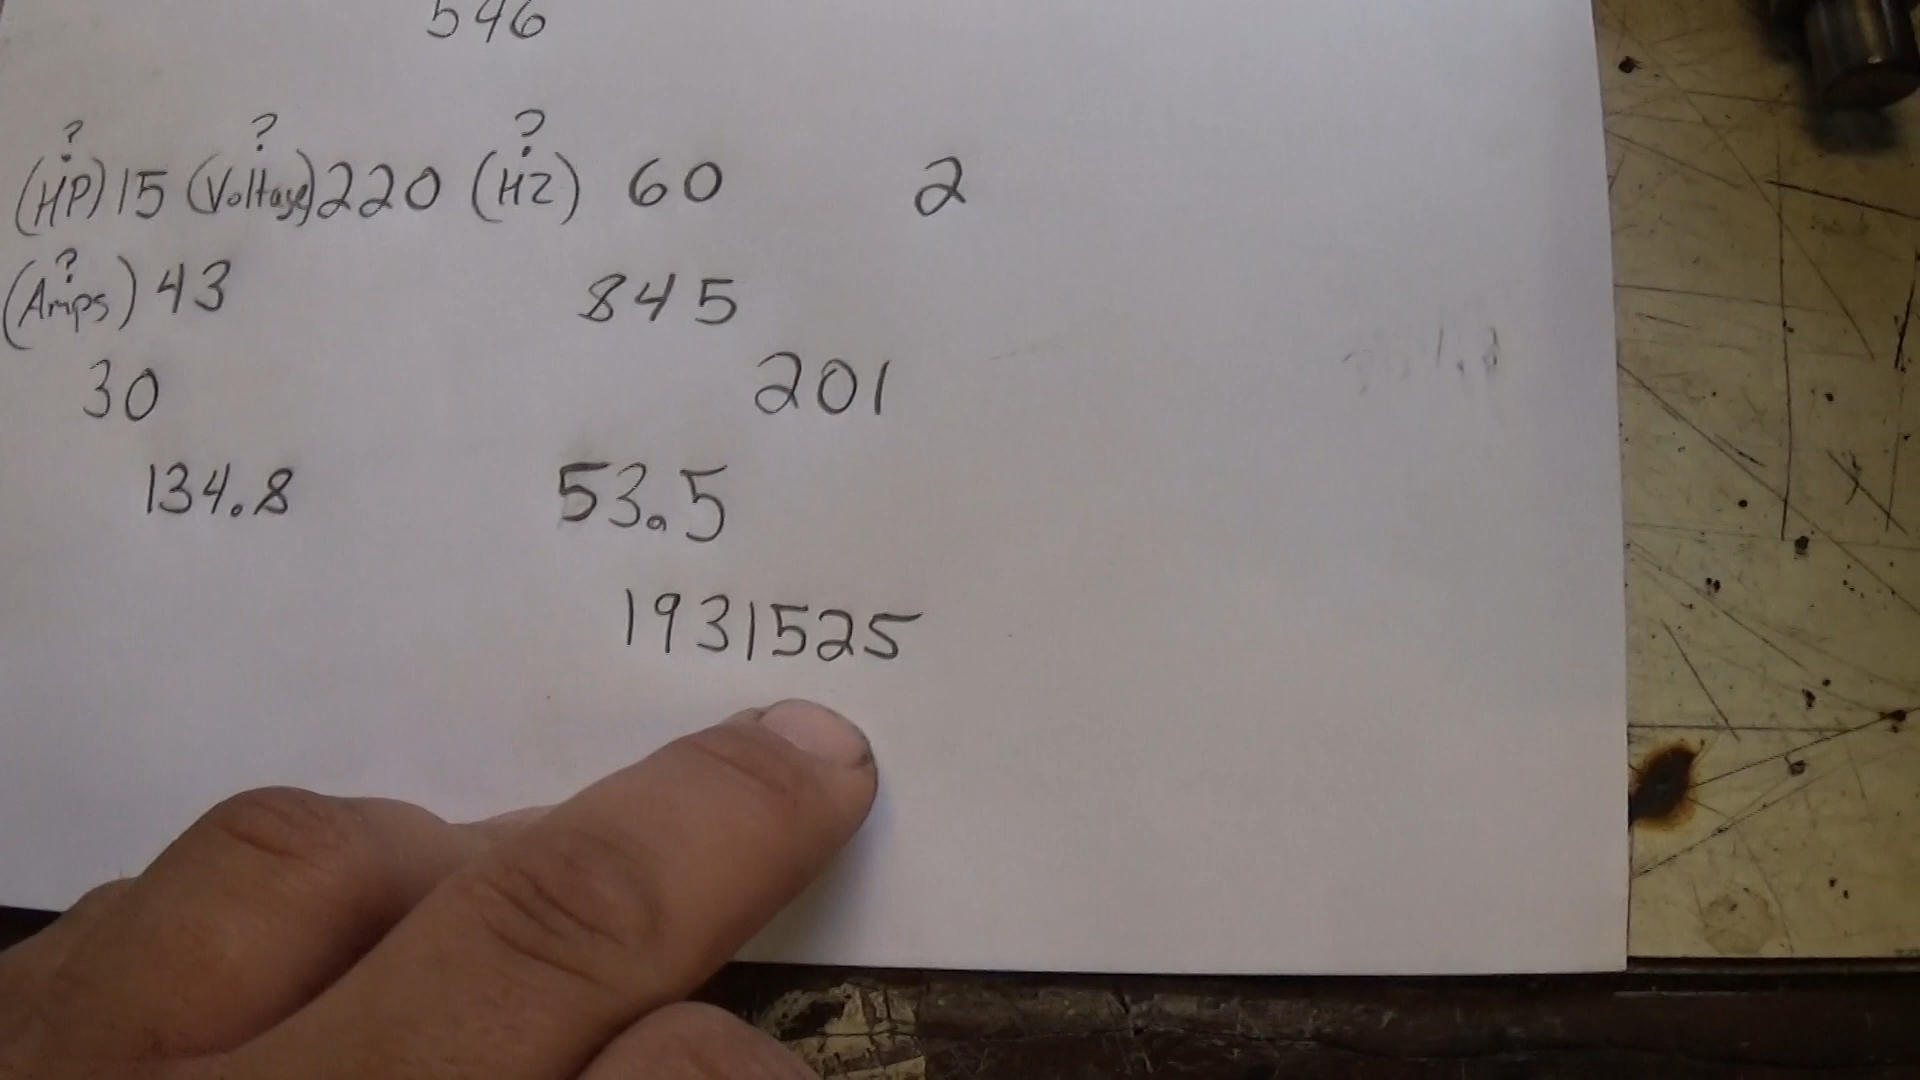 546
? ? ?
(HP) 15 (Voltage) 220 (HZ) 60 2
?
(Amps) 43 845
30 201
134.8 53.5
1931525